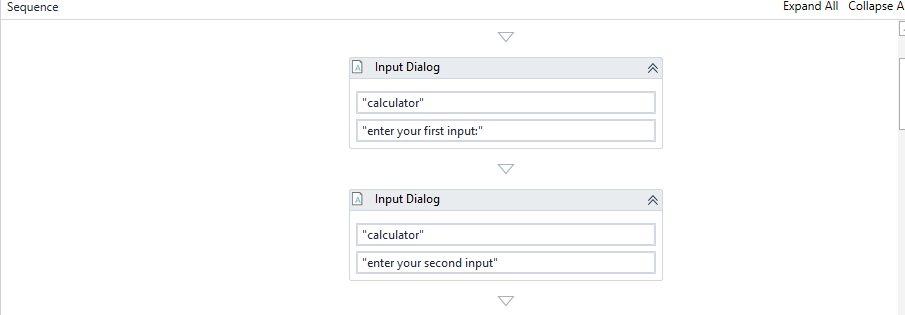 Sequence Expand All Collapse A
Input Dialog
"calculator"
"enter your first input:"
Input Dialog
"calculator"
"enter your second input"